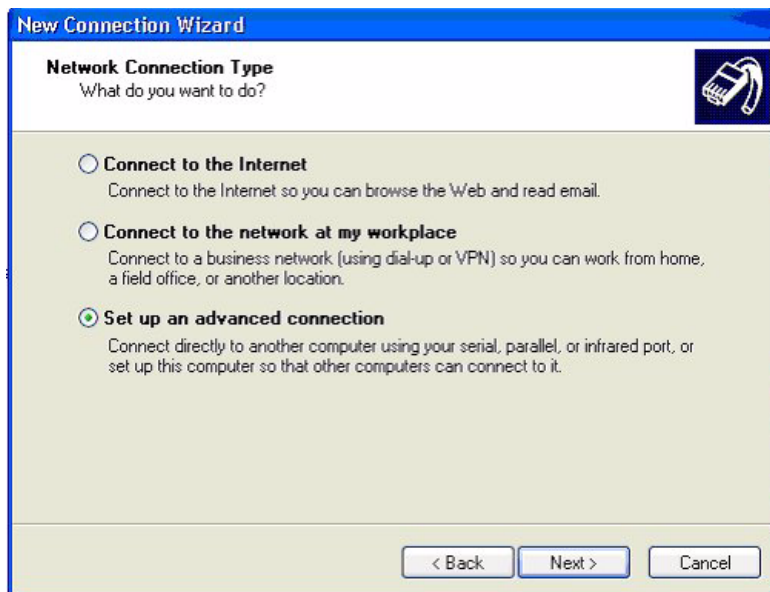 New Connection Wizard
Network Connection Type
What do you want to do?
Connect to the Internet
Connect to the Internet so you can browse the Web and read email.
Connect to the network at my workplace
Connect to a business network (using dial-up or VPN) so you can work from home,
a field office, or another location.
Set up an advanced connection
Connect directly to another computer using your serial, parallel, or infrared port, or
set up this computer so that other computers can connect to it.
< Back
Next >
Cancel